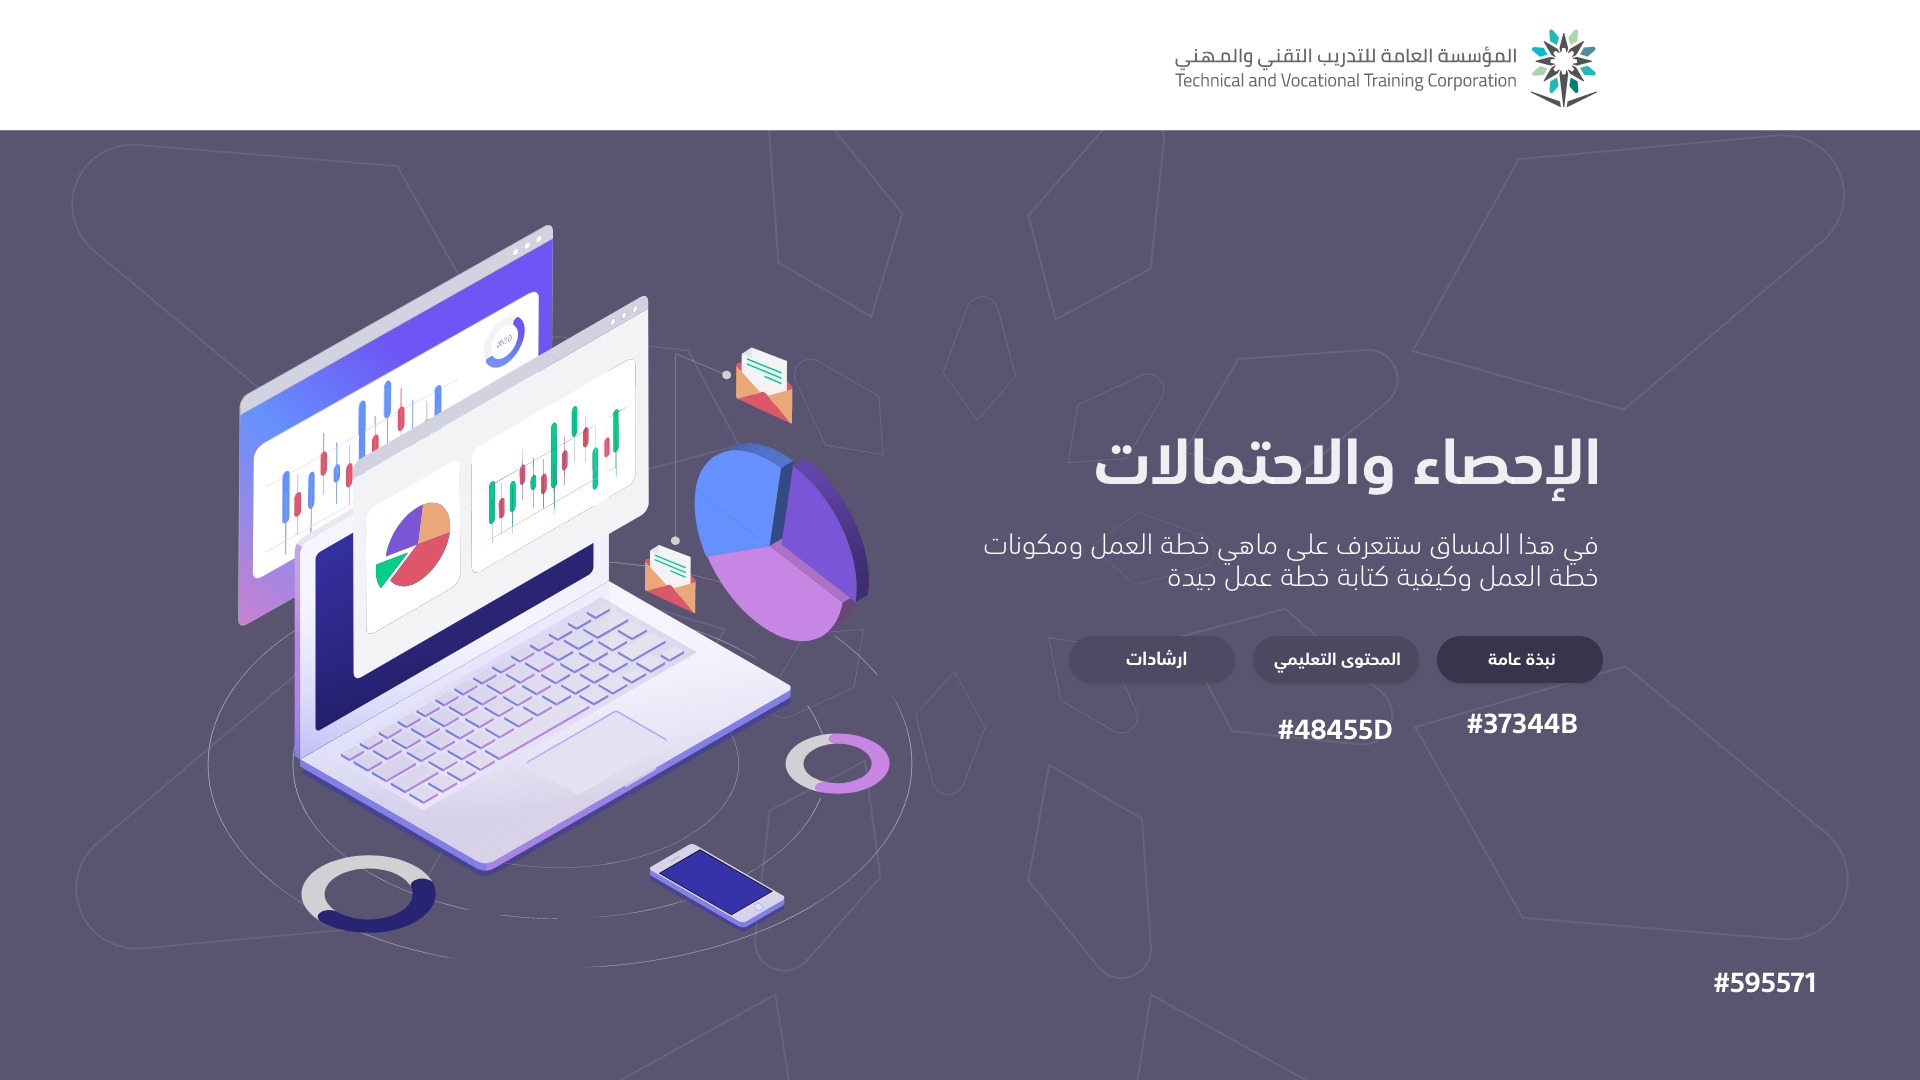 المؤسسة العامة للتدريب التقني والمهني
Technical and Vocational Training Corporation
الإحصاء والاحتمالات
في هذا المساق ستتعرف على ماهي خطة العمل ومكونات
خطة العمل وكيفية كتابة خطة عمل جيدة
نبذة عامة
المحتوى التعليمي
ارشادات
#37344B
#48455D
#595571